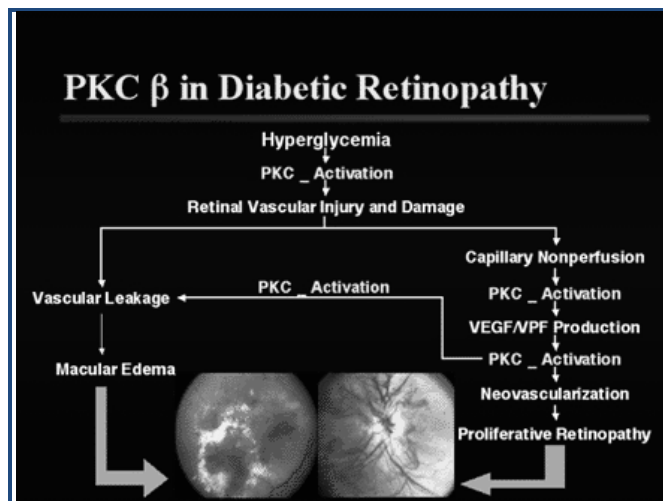 PKC β in Diabetic Retinopathy
Hyperglycemia
PKC _ Activation
Retinal Vascular Injury and Damage
Capillary Nonperfusion
Vascular Leakage
PKC _ Activation
PKC _ Activation
VEGF/VPF Production
Macular Edema
PKC _ Activation
Neovascularization
Proliferative Retinopathy